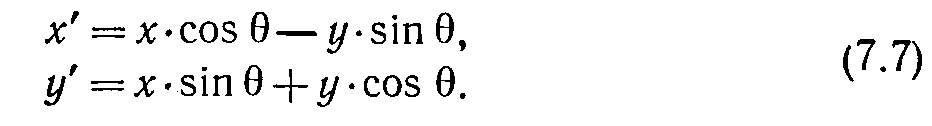 x′ = x·cos θ — y·sin θ,
y′ = x·sin θ + y·cos θ.
(7.7)